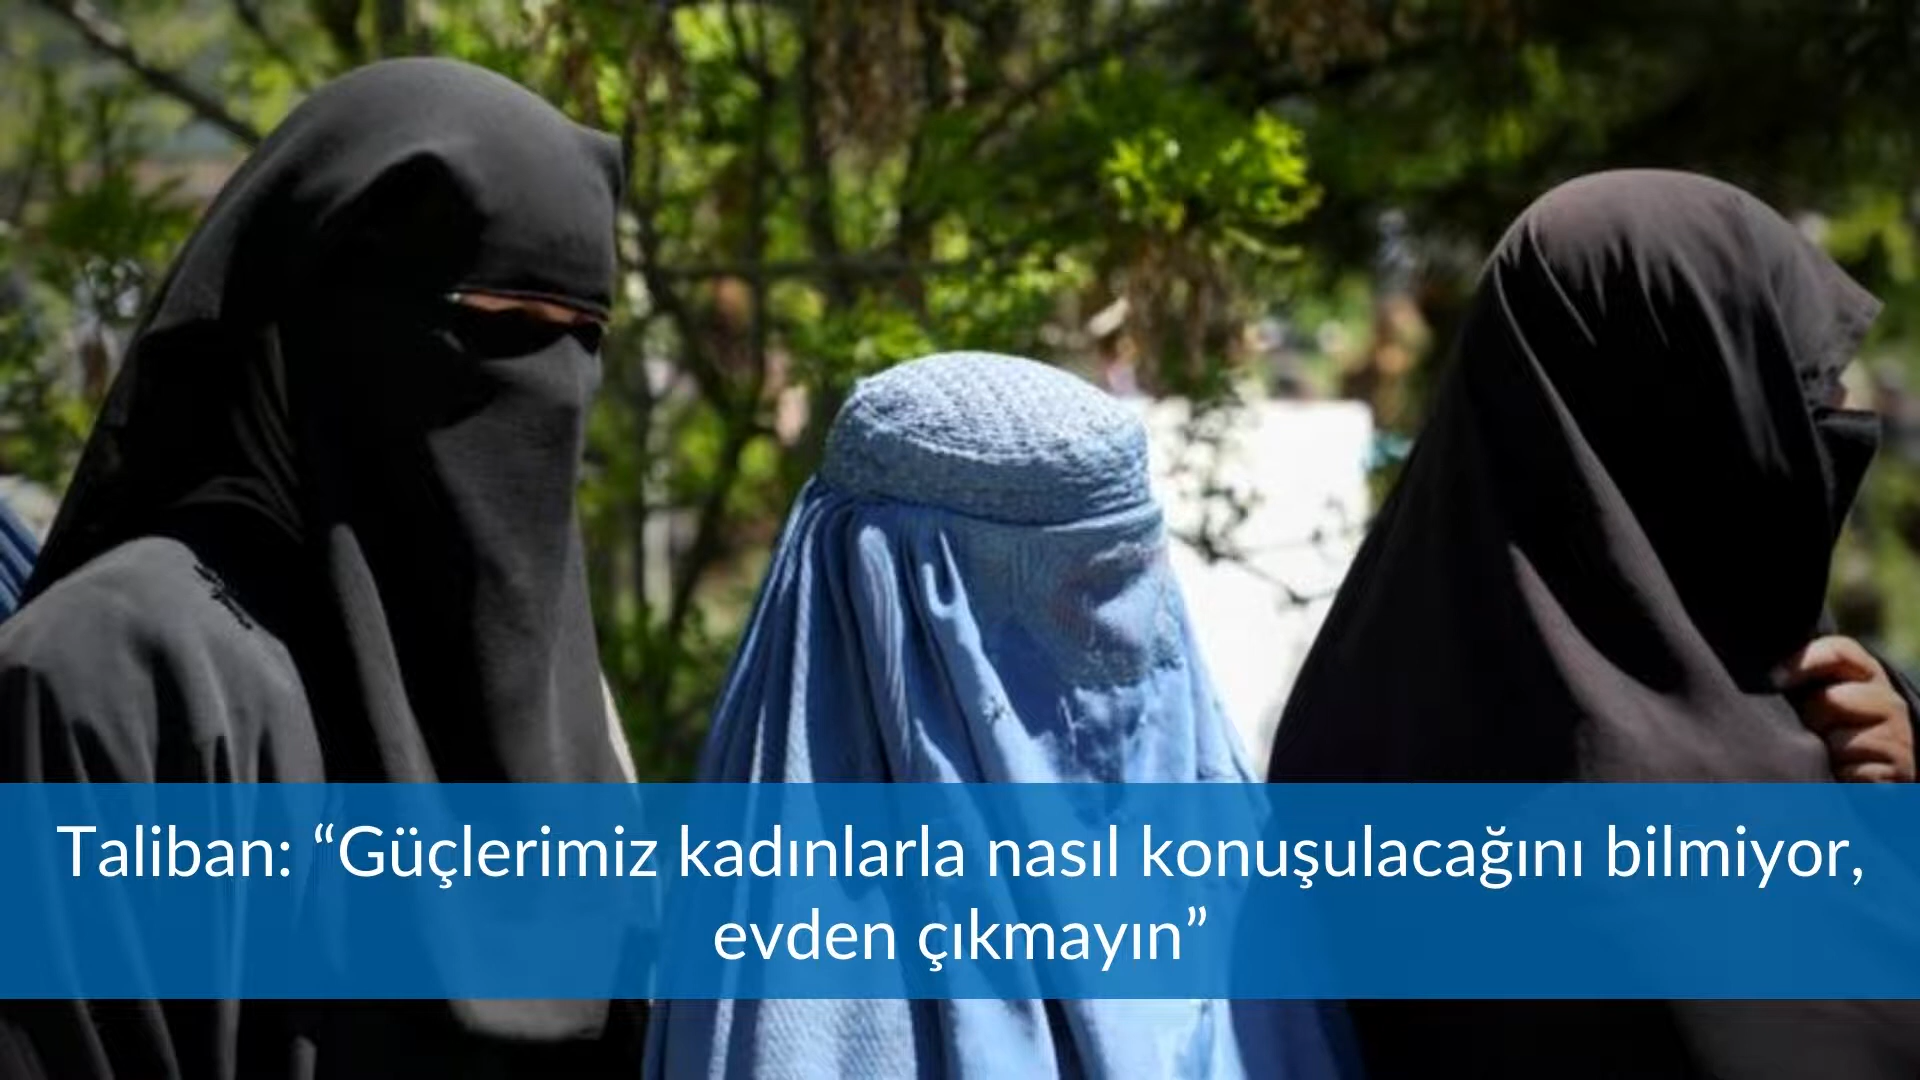 Taliban: “Güçlerimiz kadınlarla nasıl konuşulacağını bilmiyor,
evden çıkmayın”